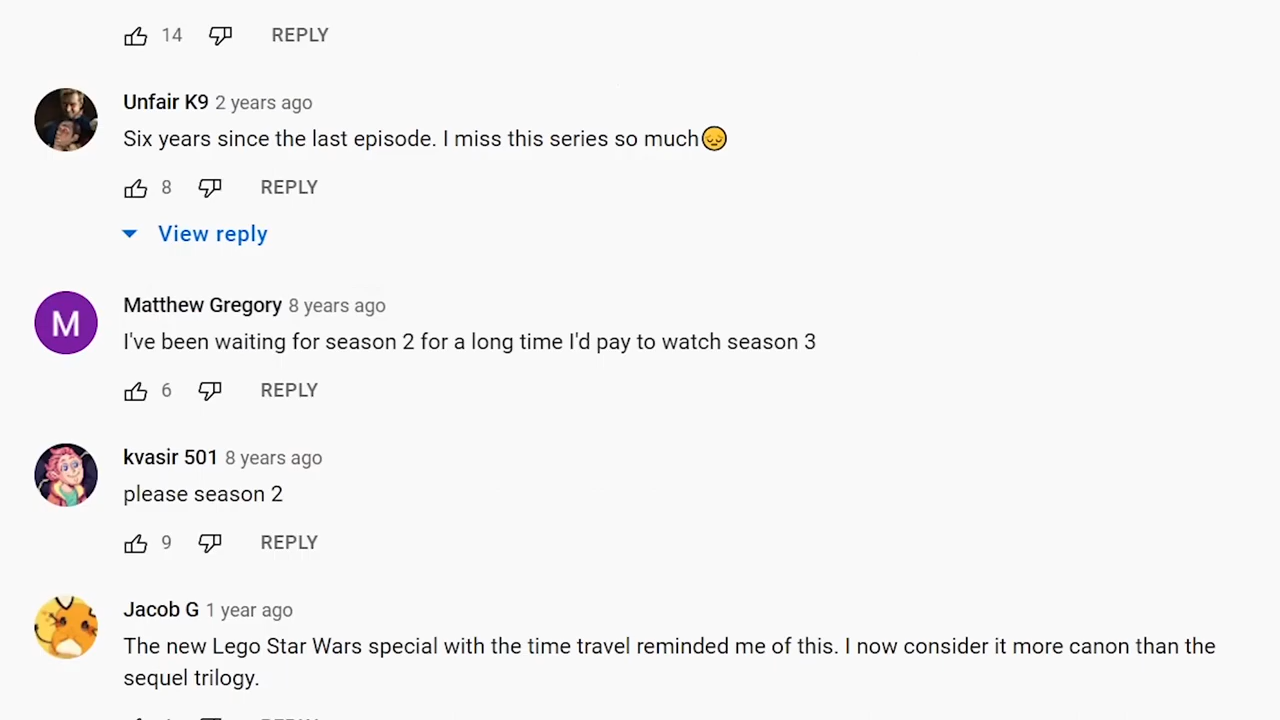 14 REPLY
Unfair K9 2 years ago
Six years since the last episode. I miss this series so much😞
8 REPLY
View reply
M
Matthew Gregory 8 years ago
I've been waiting for season 2 for a long time I'd pay to watch season 3
6 REPLY
kvasir 501 8 years ago
please season 2
9 REPLY
Jacob G 1 year ago
The new Lego Star Wars special with the time travel reminded me of this. I now consider it more canon than the
sequel trilogy.
REPLY